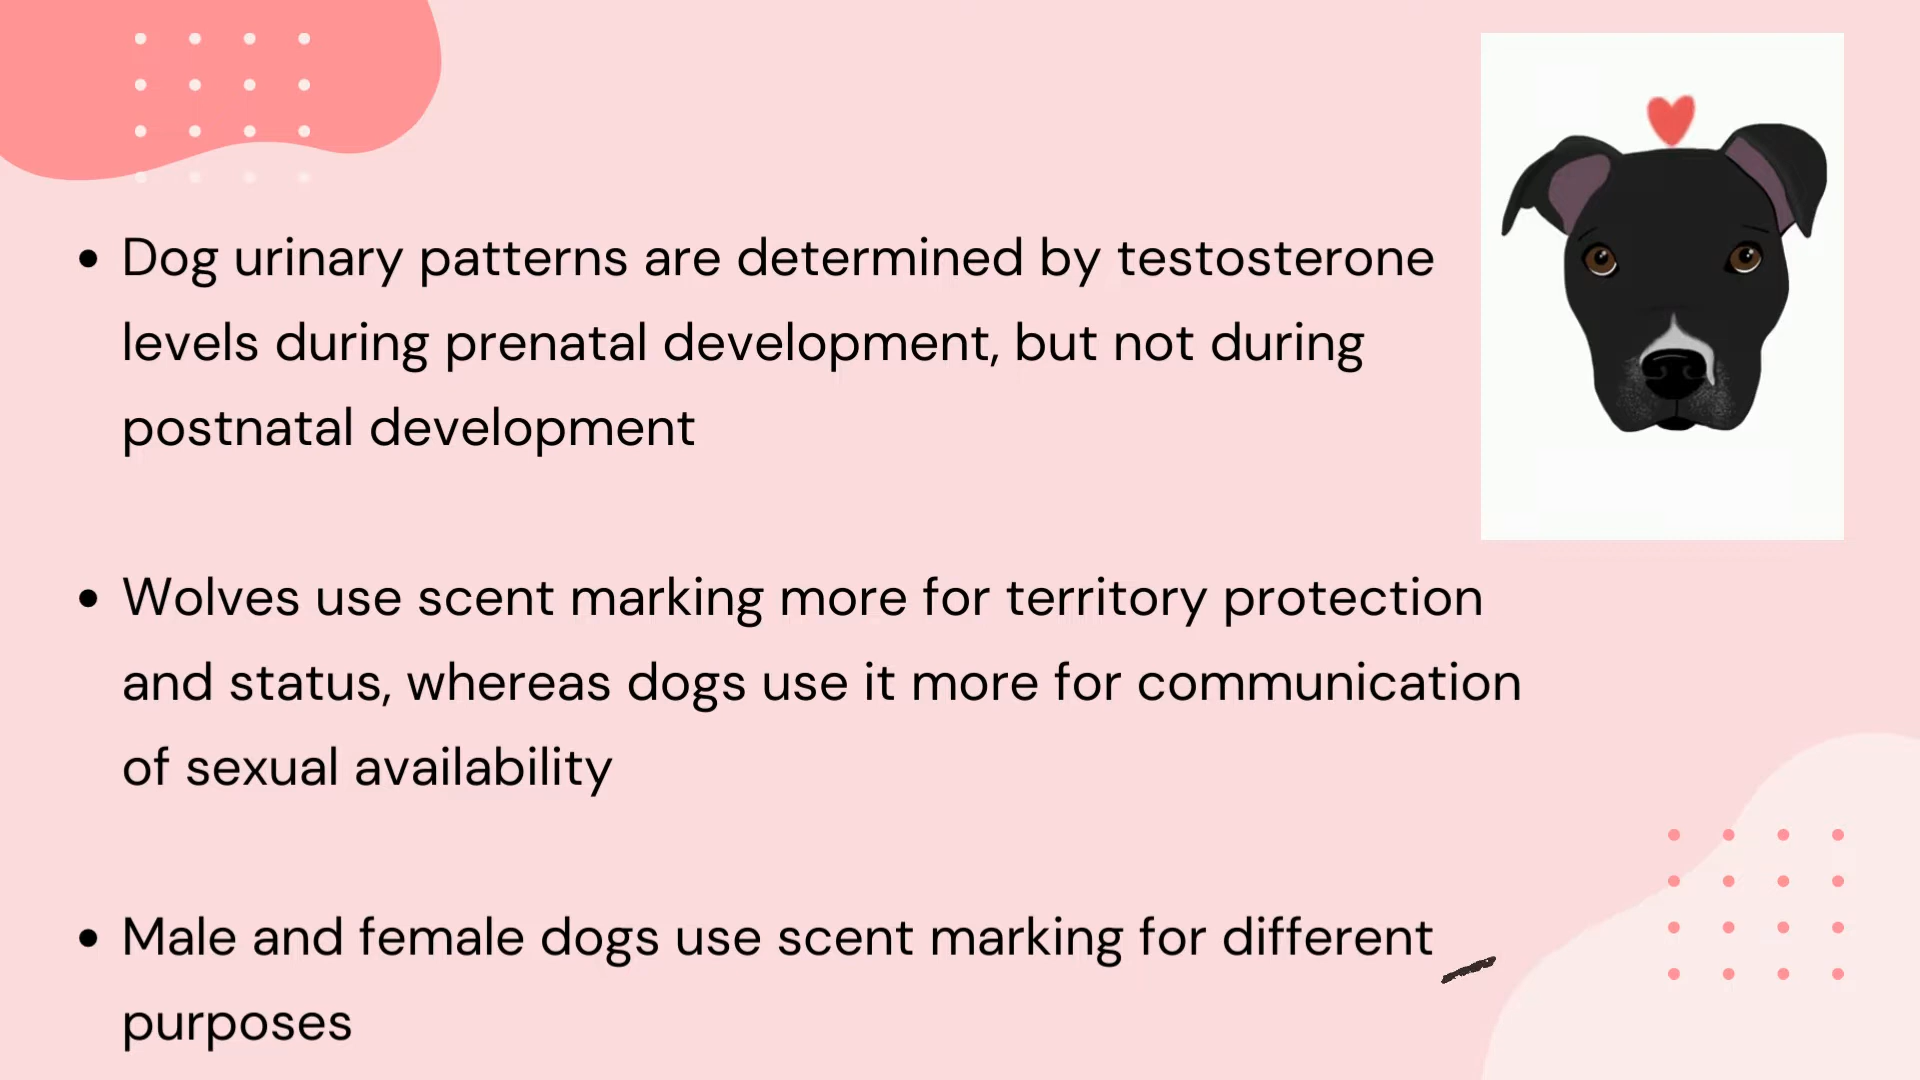 • Dog urinary patterns are determined by testosterone
levels during prenatal development, but not during
postnatal development
• Wolves use scent marking more for territory protection
and status, whereas dogs use it more for communication
of sexual availability
• Male and female dogs use scent marking for different
purposes